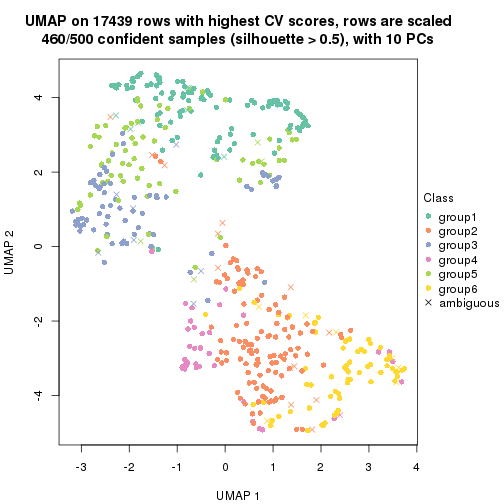 UMAP on 17439 rows with highest CV scores, rows are scaled
460/500 confident samples (silhouette > 0.5), with 10 PCs
4
2
0
-2
-4
UMAP 2
-3
-2
-1
0
1
2
3
4
UMAP 1
Class
group1
group2
group3
group4
group5
group6
ambiguous